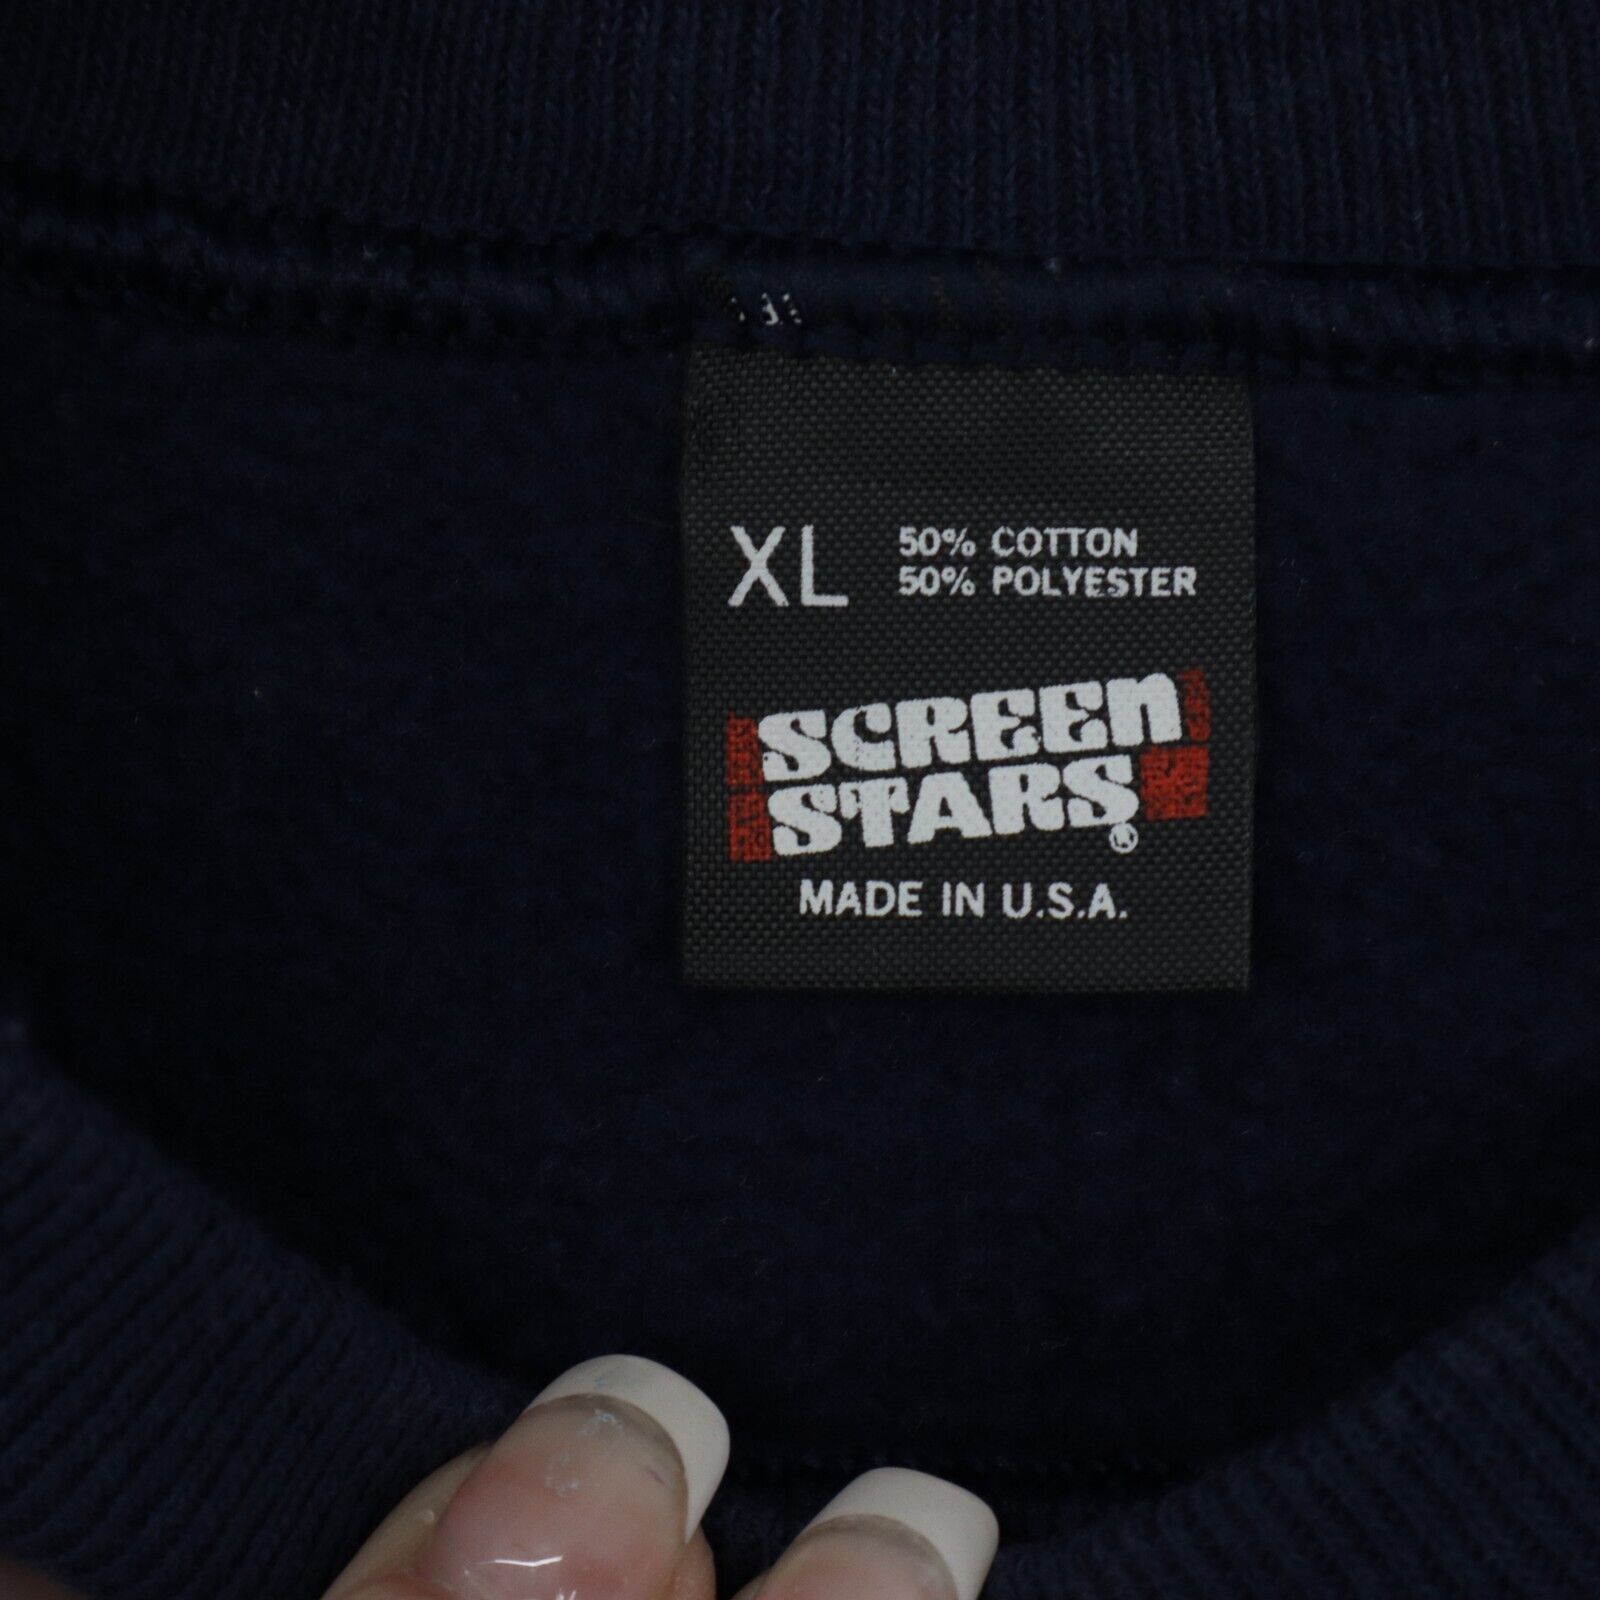 XL
50% COTTON
50% POLYESTER
SCREEN
STARS®
MADE IN U.S.A.